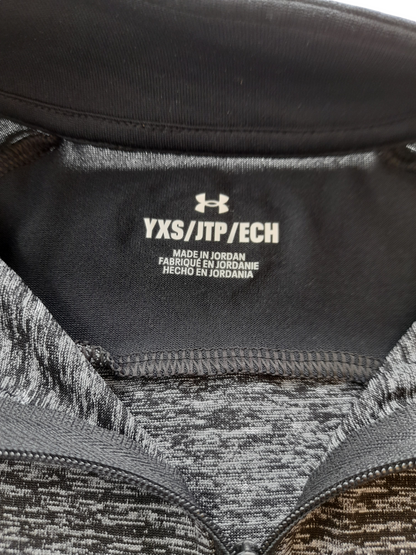 YXS/JTP/ECH
MADE IN JORDAN
FABRIQUÉ EN JORDANIE
HECHO EN JORDANIA